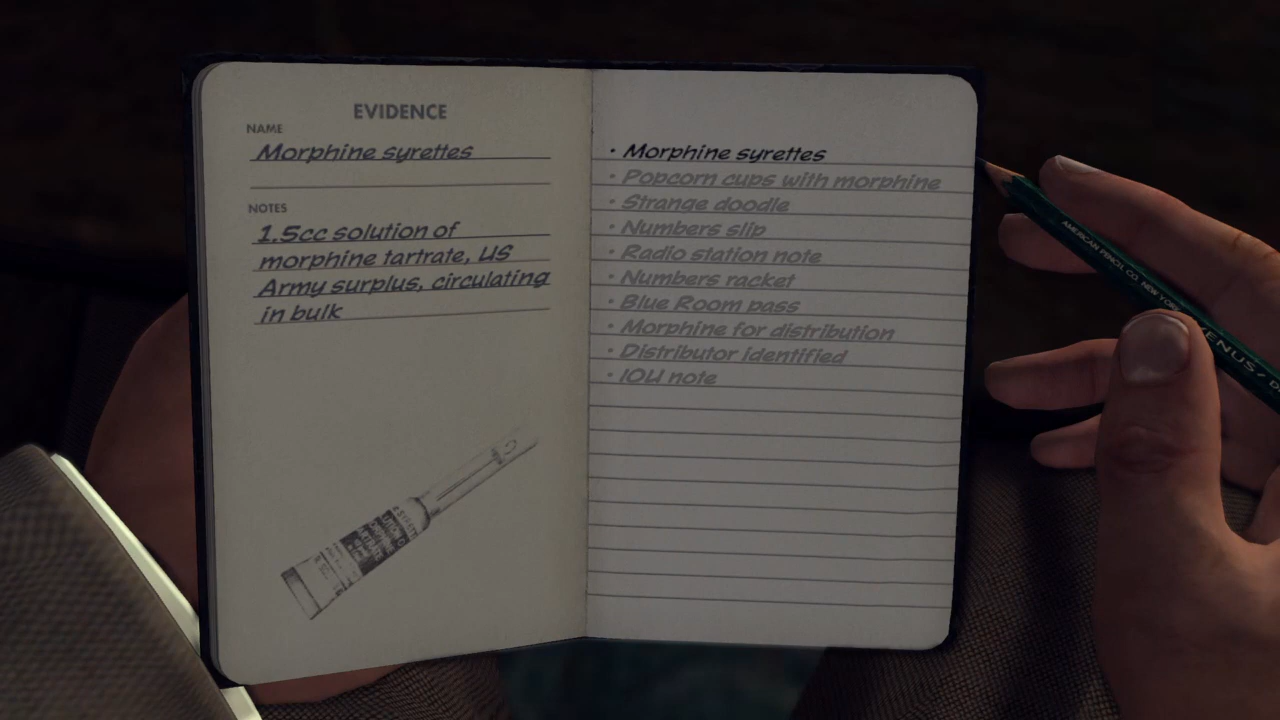 EVIDENCE
NAME
Morphine syrettes
NOTES
1.5cc solution of
morphine tartrate, US
Army surplus, circulating
in bulk
• Morphine syrettes
• Popcorn cups with morphine
• Strange doodle
• Numbers slip
• Radio station note
• Numbers racket
• Blue Room pass
• Morphine for distribution
• Distributor identified
• IOU note
AMERICAN PENCIL CO. NEW YORK
VENUS